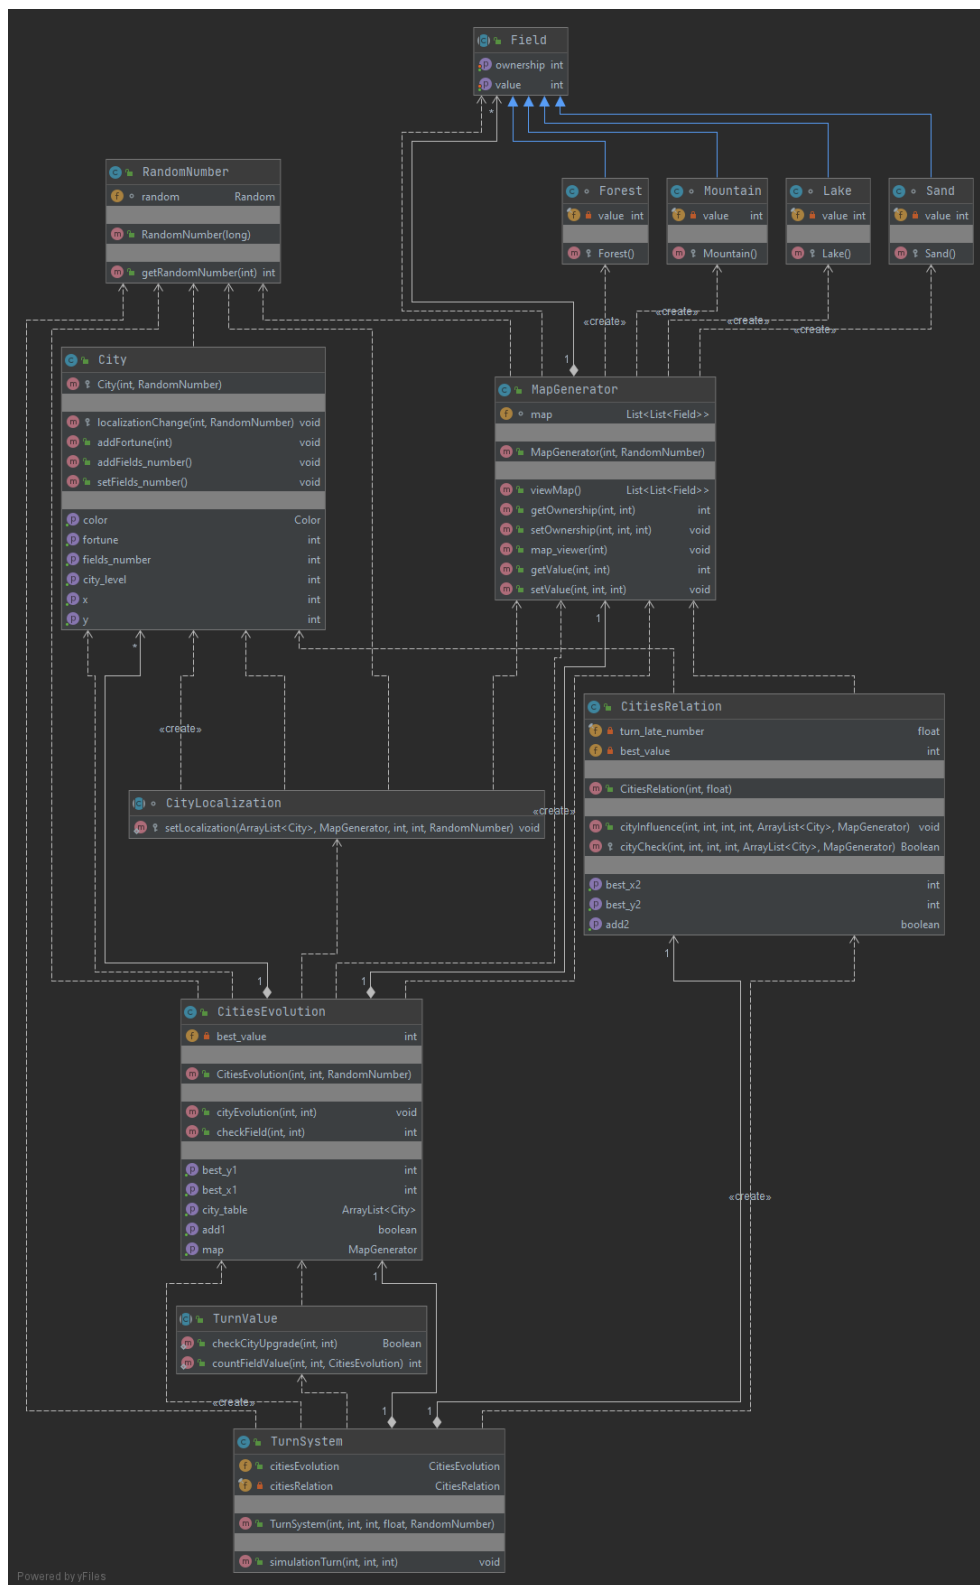 Field
ownership int
value int
*
RandomNumber
random Random
RandomNumber(long)
getRandomNumber(int) int
Forest
value int
Forest()
Mountain
value int
Mountain()
Lake
value int
Lake()
Sand
value int
Sand()
«create»
«create»
«create»
«create»
City
City(int, RandomNumber)
localizationChange(int, RandomNumber) void
addFortune(int) void
addFields_number() void
setFields_number() void
color Color
fortune int
fields_number int
city_level int
x int
y int
1
MapGenerator
map List<List<Field>>
MapGenerator(int, RandomNumber)
viewMap() List<List<Field>>
getOwnership(int, int) int
setOwnership(int, int, int) void
map_viewer(int) void
getValue(int, int) int
setValue(int, int, int) void
1
*
CitiesRelation
turn_late_number float
best_value int
CitiesRelation(int, float)
cityInfluence(int, int, int, int, ArrayList<City>, MapGenerator) void
cityCheck(int, int, int, int, ArrayList<City>, MapGenerator) Boolean
best_x2 int
best_y2 int
add2 boolean
«create»
CityLocalization
setLocalization(ArrayList<City>, MapGenerator, int, int, RandomNumber) void
«create»
1
1
1
CitiesEvolution
best_value int
CitiesEvolution(int, int, RandomNumber)
cityEvolution(int, int) void
checkField(int, int) int
best_y1 int
best_x1 int
city_table ArrayList<City>
add1 boolean
map MapGenerator
«create»
1
TurnValue
checkCityUpgrade(int, int) Boolean
countFieldValue(int, int, CitiesEvolution) int
«create»
1
1
TurnSystem
citiesEvolution CitiesEvolution
citiesRelation CitiesRelation
TurnSystem(int, int, int, float, RandomNumber)
simulationTurn(int, int, int) void
Powered by yFiles